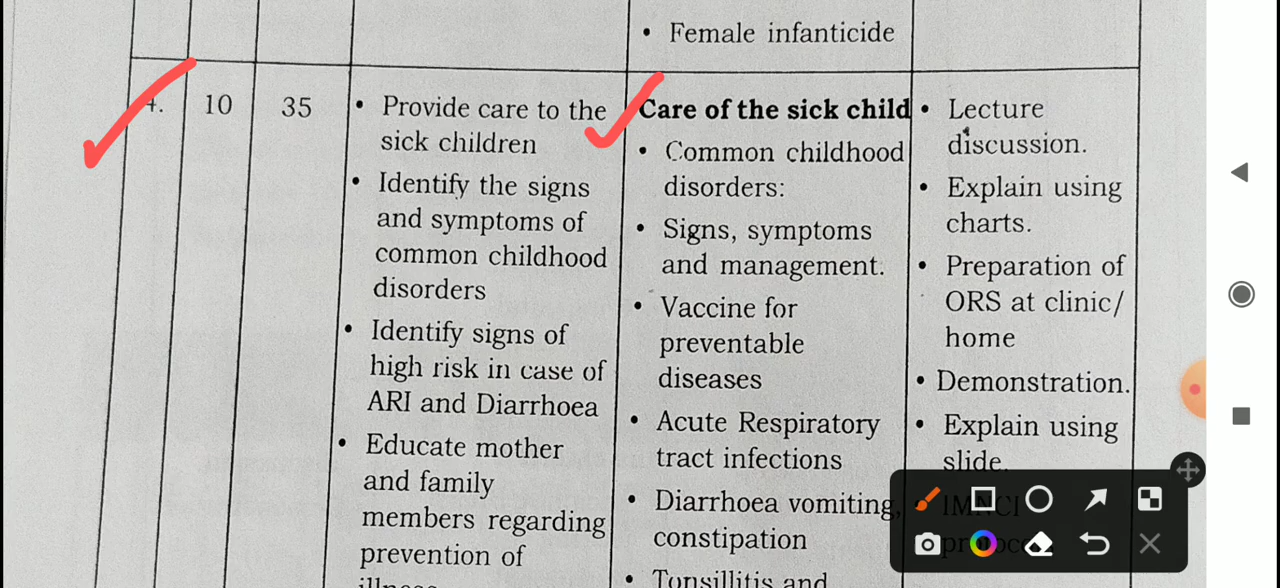 • Female infanticide
4.
10
35
• Provide care to the
sick children
• Identify the signs
and symptoms of
common childhood
disorders
• Identify signs of
high risk in case of
ARI and Diarrhoea
• Educate mother
and family
members regarding
prevention of
illness
Care of the sick child
• Common childhood
disorders:
• Signs, symptoms
and management.
• Vaccine for
preventable
diseases
• Acute Respiratory
tract infections
• Diarrhoea vomiting,
constipation
• Tonsillitis and
• Lecture
discussion.
• Explain using
charts.
• Preparation of
ORS at clinic/
home
• Demonstration.
• Explain using
slide.
• IMNCI